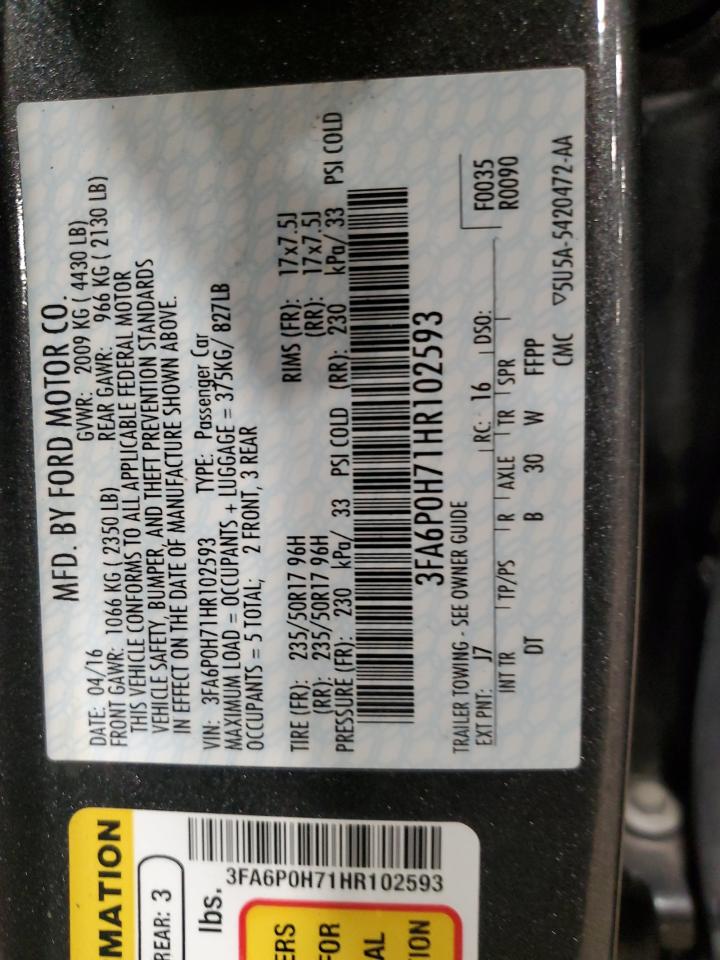 MFD. BY FORD MOTOR CO.
DATE: 04/16 GVWR: 2009 KG ( 4430 LB)
FRONT GAWR: 1066 KG ( 2350 LB) REAR GAWR: 966 KG ( 2130 LB)
THIS VEHICLE CONFORMS TO ALL APPLICABLE FEDERAL MOTOR
VEHICLE SAFETY, BUMPER, AND THEFT PREVENTION STANDARDS
IN EFFECT ON THE DATE OF MANUFACTURE SHOWN ABOVE.
VIN: 3FA6P0H71HR102593 TYPE: Passenger Car
MAXIMUM LOAD = OCCUPANTS + LUGGAGE = 375KG/ 827LB
OCCUPANTS = 5 TOTAL; 2 FRONT, 3 REAR
TIRE (FR): 235/50R17 96H RIMS (FR): 17x7.5J
(RR): 235/50R17 96H (RR): 17x7.5J
PRESSURE (FR): 230 kPa/ 33 PSI COLD (RR): 230 kPa/ 33 PSI COLD
3FA6P0H71HR102593
TRAILER TOWING - SEE OWNER GUIDE F0035
EXT PNT: J7 RC: 16 DSO: R0090
INT TR TP/PS R AXLE TR SPR
DT B 30 W FFPP
CMC ▽5U5A-5420472-AA
MATION
REAR: 3
lbs.
3FA6P0H71HR102593
ERS
FOR
AL
ION